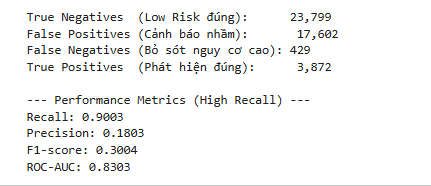 True Negatives (Low Risk đúng): 23,799
False Positives (Cảnh báo nhầm): 17,602
False Negatives (Bỏ sót nguy cơ cao): 429
True Positives (Phát hiện đúng): 3,872

--- Performance Metrics (High Recall) ---
Recall: 0.9003
Precision: 0.1803
F1-score: 0.3004
ROC-AUC: 0.8303